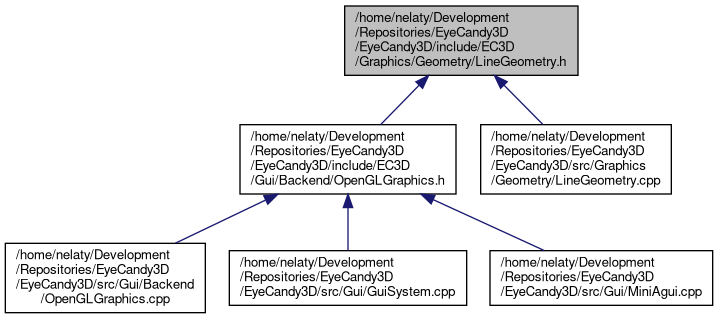 /home/nelaty/Development
/Repositories/EyeCandy3D
/EyeCandy3D/include/EC3D
/Graphics/Geometry/LineGeometry.h
/home/nelaty/Development
/Repositories/EyeCandy3D
/EyeCandy3D/include/EC3D
/Gui/Backend/OpenGLGraphics.h
/home/nelaty/Development
/Repositories/EyeCandy3D
/EyeCandy3D/src/Graphics
/Geometry/LineGeometry.cpp
/home/nelaty/Development
/Repositories/EyeCandy3D
/EyeCandy3D/src/Gui/Backend
/OpenGLGraphics.cpp
/home/nelaty/Development
/Repositories/EyeCandy3D
/EyeCandy3D/src/Gui/GuiSystem.cpp
/home/nelaty/Development
/Repositories/EyeCandy3D
/EyeCandy3D/src/Gui/MiniAgui.cpp